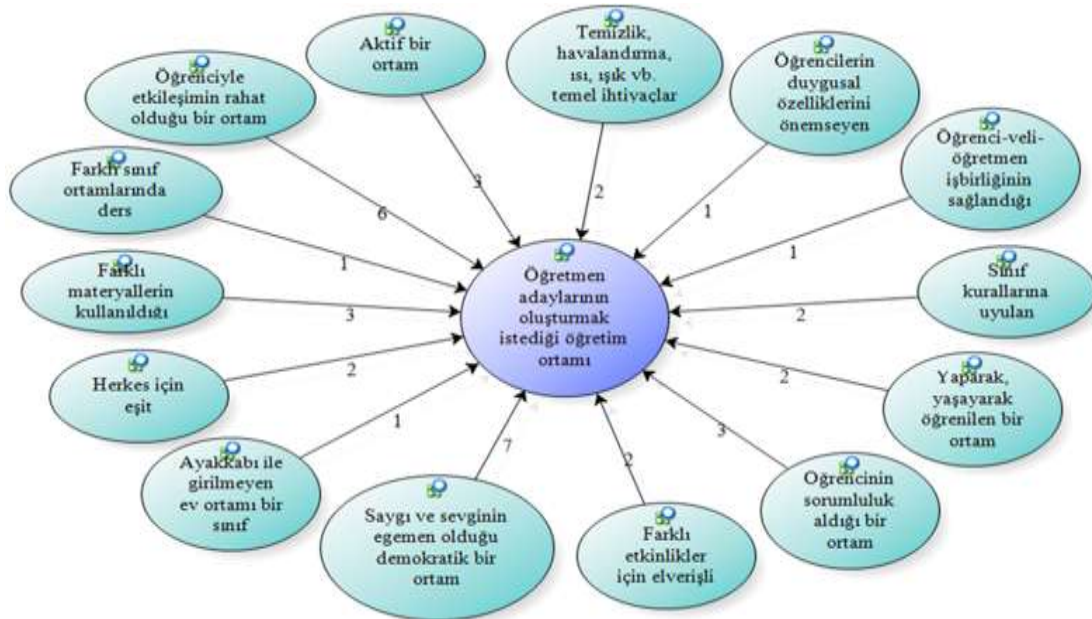 Aktif bir
ortam
3
Temizlik,
havalandırma,
ısı, ışık vb.
temel ihtiyaçlar
2
Öğrencilerin
duygusal
özelliklerini
önemseyen
1
Öğrenci-veli-
öğretmen
işbirliğinin
sağlandığı
1
Sınıf
kurallarına
uyulan
2
Yaparak,
yaşayarak
öğrenilen bir
ortam
2
Öğrencinin
sorumluluk
aldığı bir
ortam
3
Farklı
etkinlikler
için elverişli
2
Saygı ve sevginin
egemen olduğu
demokratik bir
ortam
7
Ayakkabı ile
girilmeyen
ev ortamı bir
sınıf
1
Herkes için
eşit
2
Farklı
materyallerin
kullanıldığı
3
Farklı sınıf
ortamlarında
ders
1
Öğrenciyle
etkileşimin rahat
olduğu bir ortam
6
Öğretmen
adaylarının
oluşturmak
istediği öğretim
ortamı